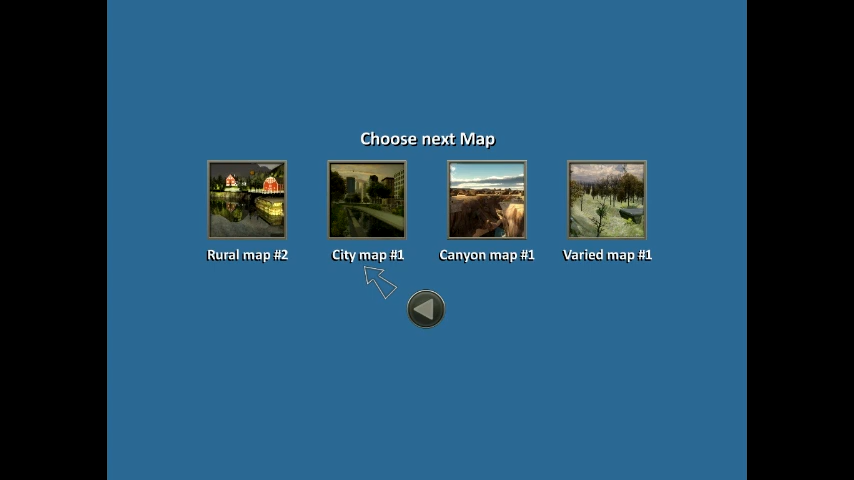 Choose next Map
Rural map #2
City map #1
Canyon map #1
Varied map #1